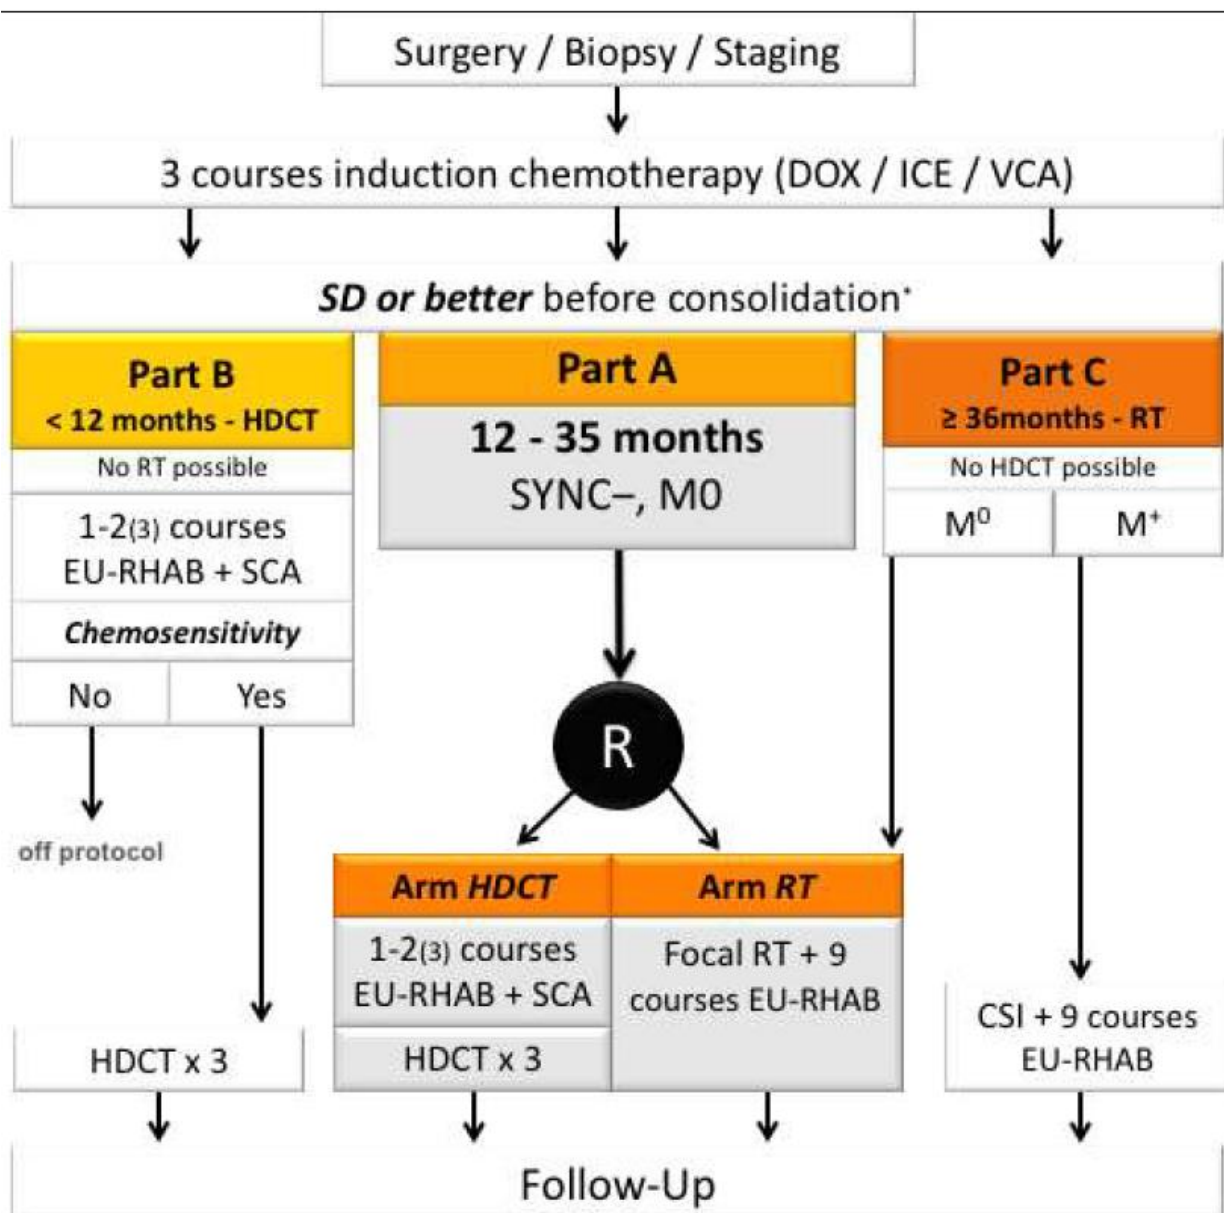 Surgery / Biopsy / Staging
3 courses induction chemotherapy (DOX / ICE / VCA)
SD or better before consolidation*
Part B
< 12 months - HDCT
No RT possible
1-2(3) courses
EU-RHAB + SCA
Chemosensitivity
No
Yes
off protocol
HDCT x 3
Part A
12 - 35 months
SYNC–, M0
R
Arm HDCT
1-2(3) courses
EU-RHAB + SCA
HDCT x 3
Arm RT
Focal RT + 9
courses EU-RHAB
Part C
≥ 36months - RT
No HDCT possible
M⁰
M⁺
CSI + 9 courses
EU-RHAB
Follow-Up